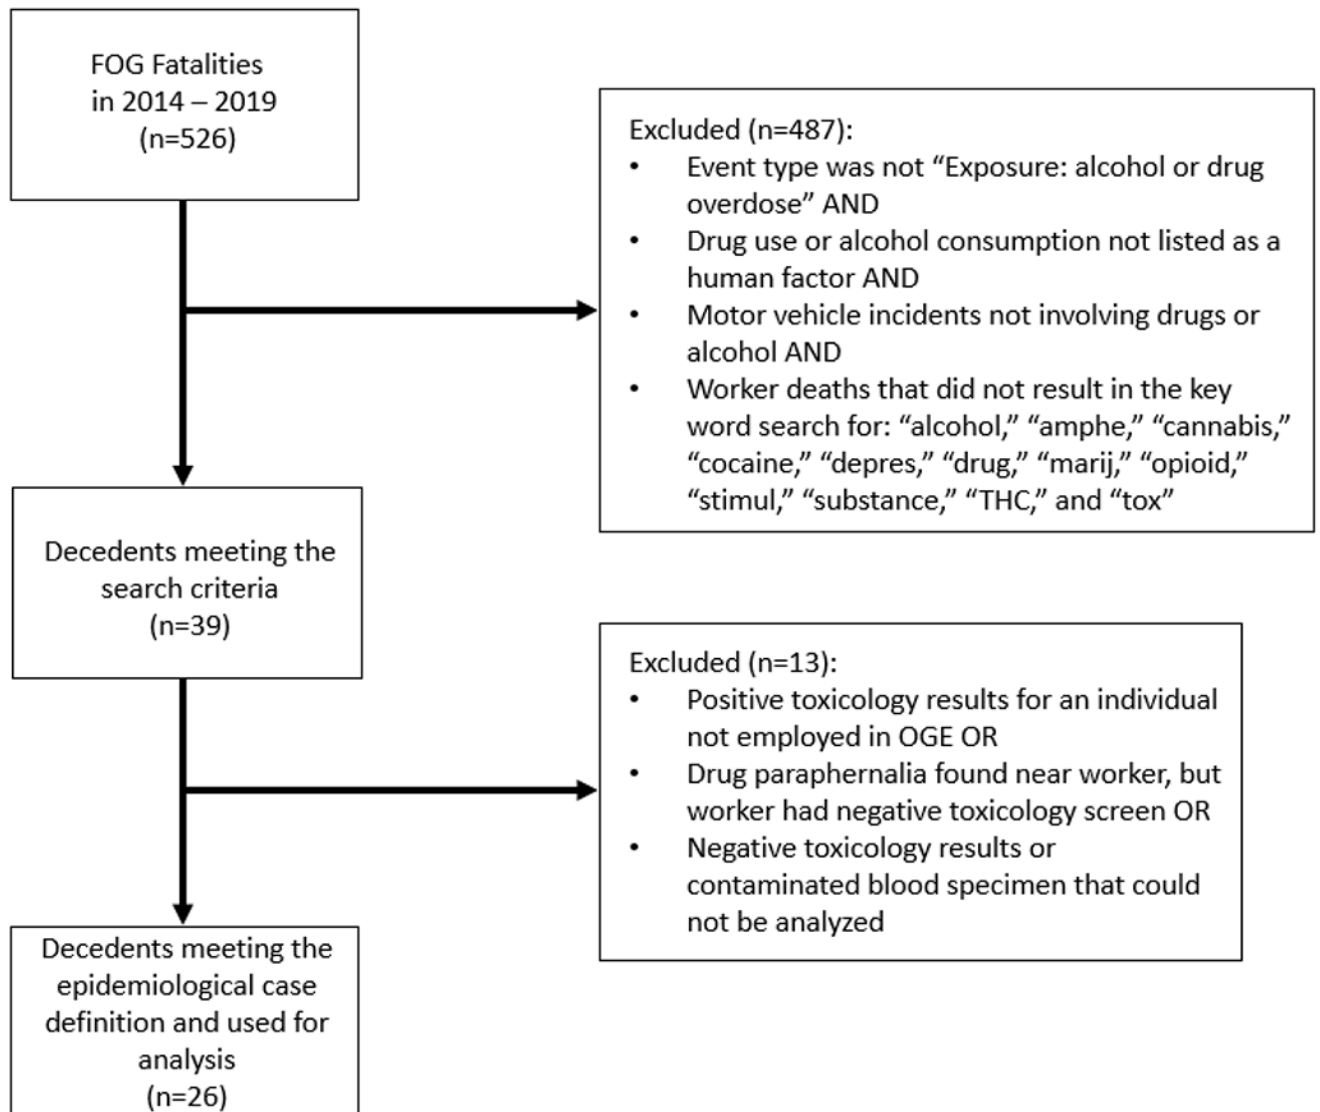 FOG Fatalities
in 2014 – 2019
(n=526)
Excluded (n=487):
• Event type was not “Exposure: alcohol or drug
overdose” AND
• Drug use or alcohol consumption not listed as a
human factor AND
• Motor vehicle incidents not involving drugs or
alcohol AND
• Worker deaths that did not result in the key
word search for: “alcohol,” “amphe,” “cannabis,”
“cocaine,” “depres,” “drug,” “marij,” “opioid,”
“stimul,” “substance,” “THC,” and “tox”
Decedents meeting the
search criteria
(n=39)
Excluded (n=13):
• Positive toxicology results for an individual
not employed in OGE OR
• Drug paraphernalia found near worker, but
worker had negative toxicology screen OR
• Negative toxicology results or
contaminated blood specimen that could
not be analyzed
Decedents meeting the
epidemiological case
definition and used for
analysis
(n=26)